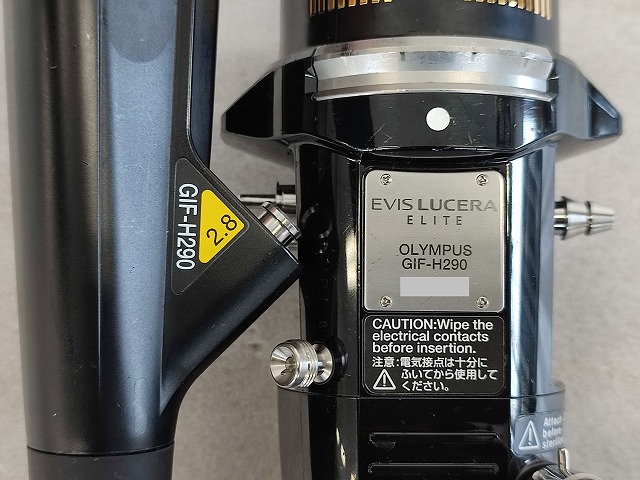 GIF-H290
2.8
EVIS LUCERA
ELITE
OLYMPUS
GIF-H290
CAUTION:Wipe the
electrical contacts
before insertion.
注意:電気接点は十分に
ふいてから使用して
ください。
Attach
before